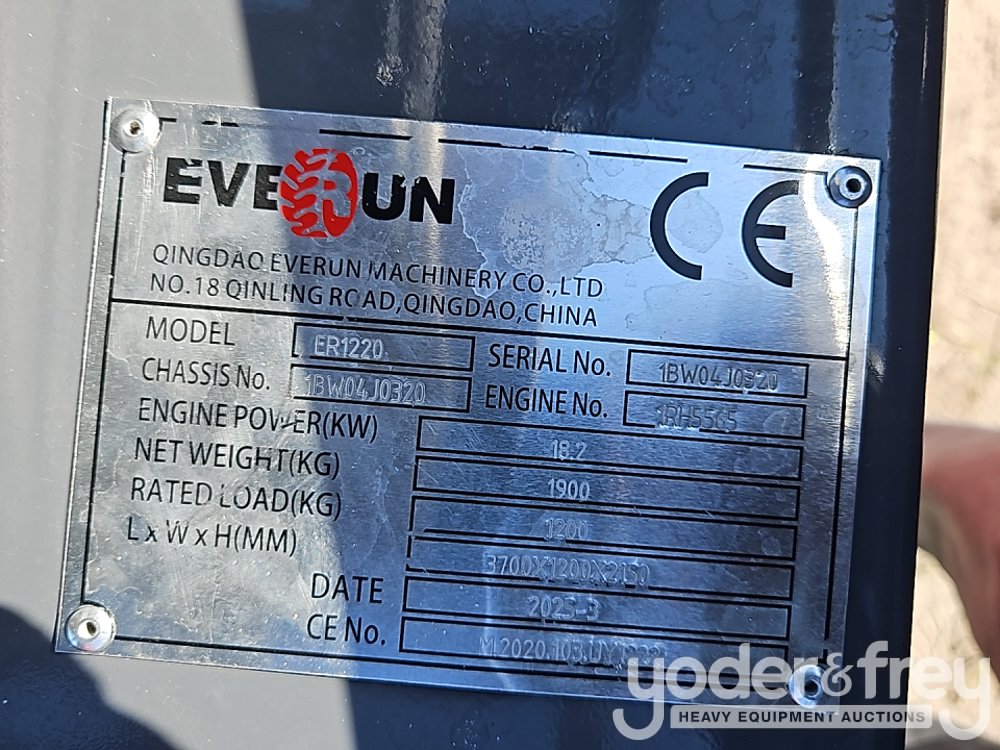 EVERUN
CE
QINGDAO EVERUN MACHINERY CO.,LTD
NO.18 QINLING ROAD,QINGDAO,CHINA
MODEL ER1220 SERIAL No. 1BW04J0320
CHASSIS No. 1BW04J0320 ENGINE No. 1RH5565
ENGINE POWER(KW) 18.2
NET WEIGHT(KG) 1900
RATED LOAD(KG) 1200
L x W x H(MM) 3700X1200X2150
DATE 2023-3
CE No.
yoder&frey
HEAVY EQUIPMENT AUCTIONS